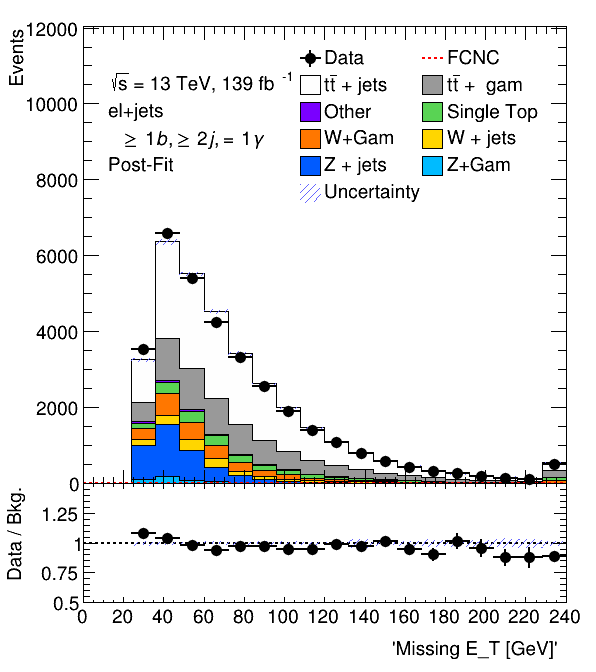 Events
12000
10000
8000
6000
4000
2000
0
√s = 13 TeV, 139 fb⁻¹
el+jets
≥ 1b, ≥ 2j, = 1γ
Post-Fit
Data
FCNC
tt̄ + jets
tt̄ + gam
Other
Single Top
W+Gam
W + jets
Z + jets
Z+Gam
Uncertainty
Data / Bkg.
1.25
1
0.75
0.5
0 20 40 60 80 100 120 140 160 180 200 220 240
'Missing E_T [GeV]'